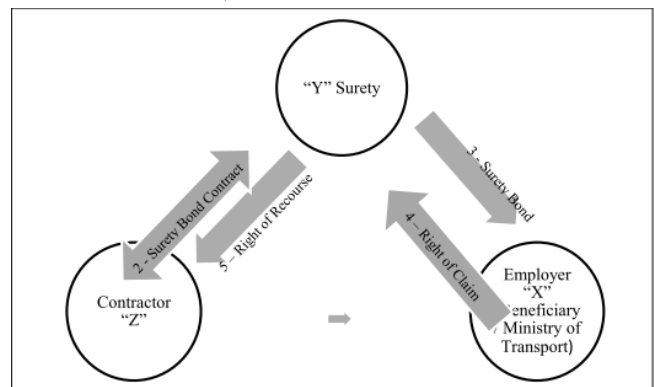 “Y” Surety
2 - Surety Bond Contract
5 – Right of Recourse
3 - Surety Bond
4 – Right of Claim
Contractor
“Z”
Employer
“X”
eneficiary
Ministry of
Transport)